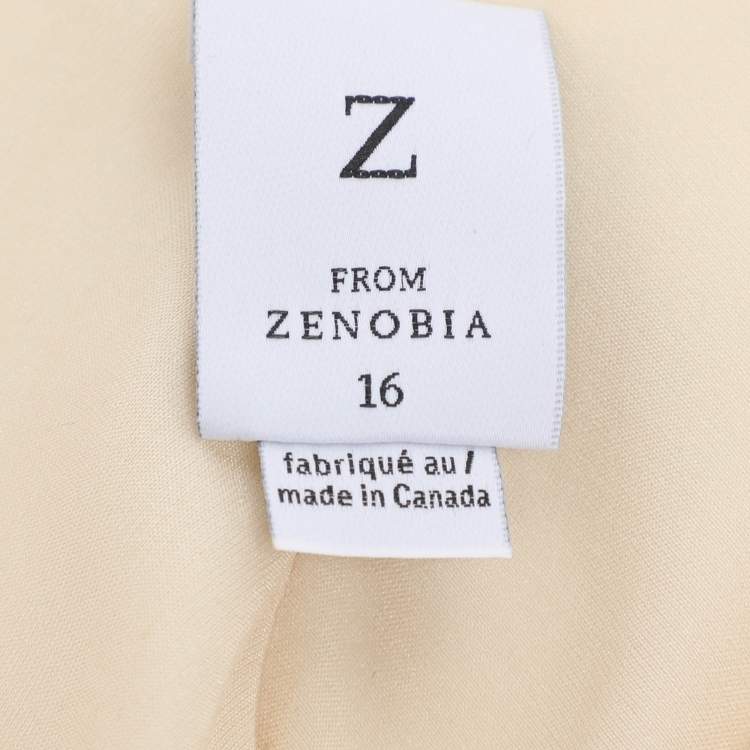 Z
FROM
ZENOBIA
16
fabriqué au /
made in Canada